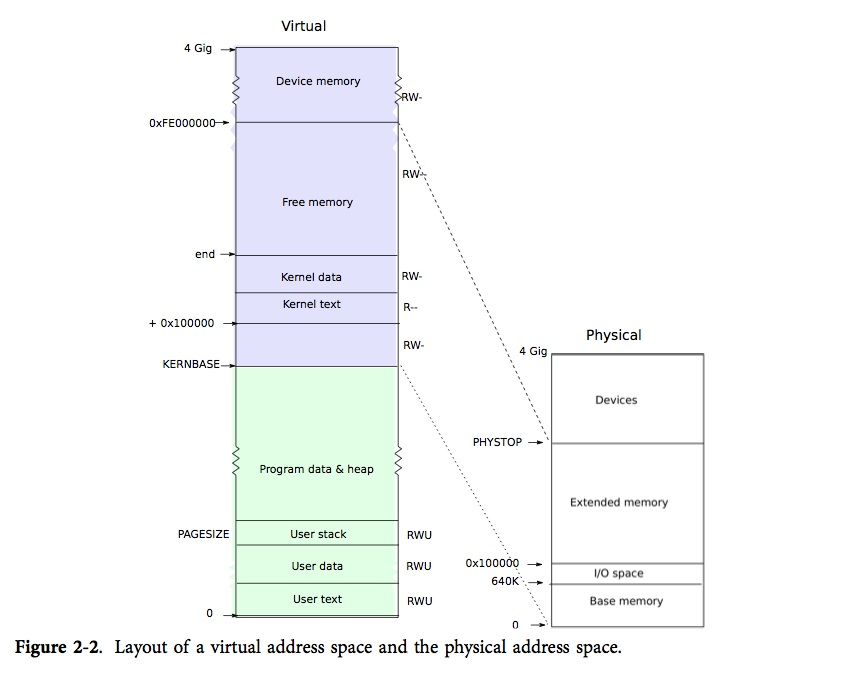 Virtual
4 Gig
Device memory
RW-
0xFE000000
RW-
Free memory
end
Kernel data
RW-
Kernel text
R--
+ 0x100000
RW-
KERNBASE
Program data & heap
PAGESIZE
User stack
RWU
User data
RWU
User text
RWU
0
Physical
4 Gig
Devices
PHYSTOP
Extended memory
0x100000
I/O space
640K
Base memory
0
Figure 2-2. Layout of a virtual address space and the physical address space.